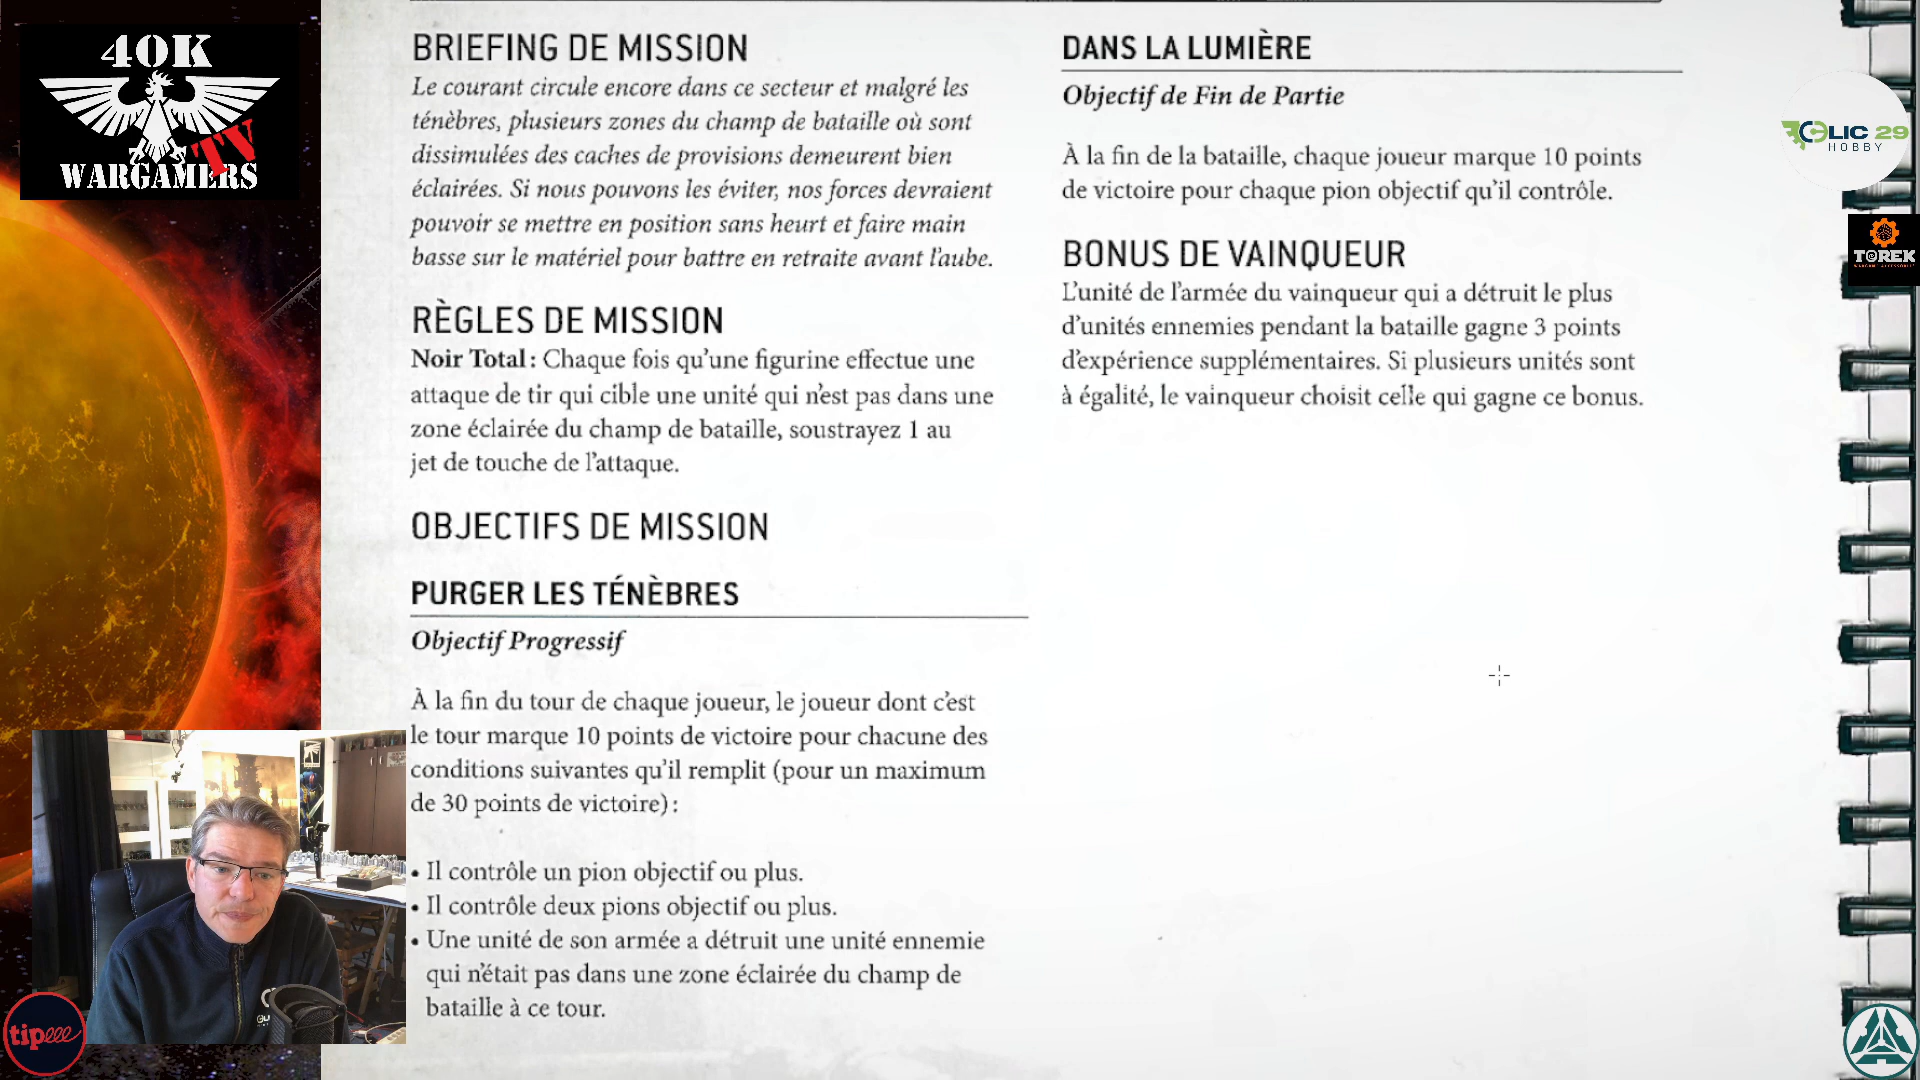 40K
TV
WARGAMERS
BRIEFING DE MISSION
Le courant circule encore dans ce secteur et malgré les
ténèbres, plusieurs zones du champ de bataille où sont
dissimulées des caches de provisions demeurent bien
éclairées. Si nous pouvons les éviter, nos forces devraient
pouvoir se mettre en position sans heurt et faire main
basse sur le matériel pour battre en retraite avant l'aube.
RÈGLES DE MISSION
Noir Total : Chaque fois qu'une figurine effectue une
attaque de tir qui cible une unité qui n'est pas dans une
zone éclairée du champ de bataille, soustrayez 1 au
jet de touche de l'attaque.
OBJECTIFS DE MISSION
PURGER LES TÉNÈBRES
Objectif Progressif
À la fin du tour de chaque joueur, le joueur dont c'est
le tour marque 10 points de victoire pour chacune des
conditions suivantes qu'il remplit (pour un maximum
de 30 points de victoire) :
• Il contrôle un pion objectif ou plus.
• Il contrôle deux pions objectif ou plus.
• Une unité de son armée a détruit une unité ennemie
qui n'était pas dans une zone éclairée du champ de
bataille à ce tour.
DANS LA LUMIÈRE
Objectif de Fin de Partie
À la fin de la bataille, chaque joueur marque 10 points
de victoire pour chaque pion objectif qu'il contrôle.
BONUS DE VAINQUEUR
L'unité de l'armée du vainqueur qui a détruit le plus
d'unités ennemies pendant la bataille gagne 3 points
d'expérience supplémentaires. Si plusieurs unités sont
à égalité, le vainqueur choisit celle qui gagne ce bonus.
CLIC 29
HOBBY
TOREK
tipeee